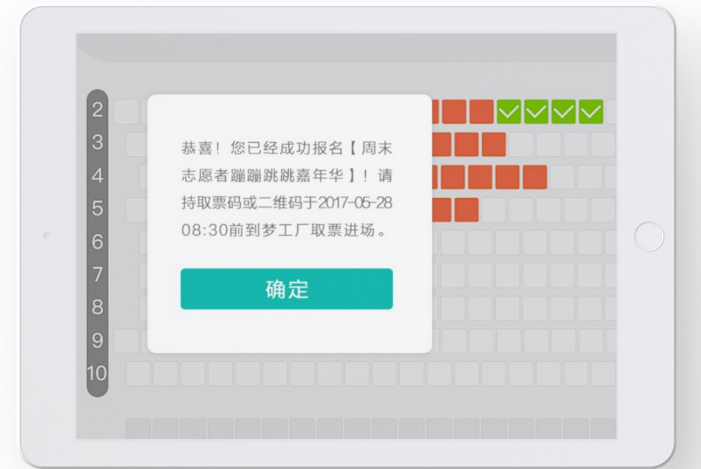 2
3
4
5
6
7
8
9
10
恭喜！您已经成功报名【周末
志愿者蹦蹦跳跳嘉年华】！请
持取票码或二维码于2017-05-28
08:30前到梦工厂取票进场。
确定